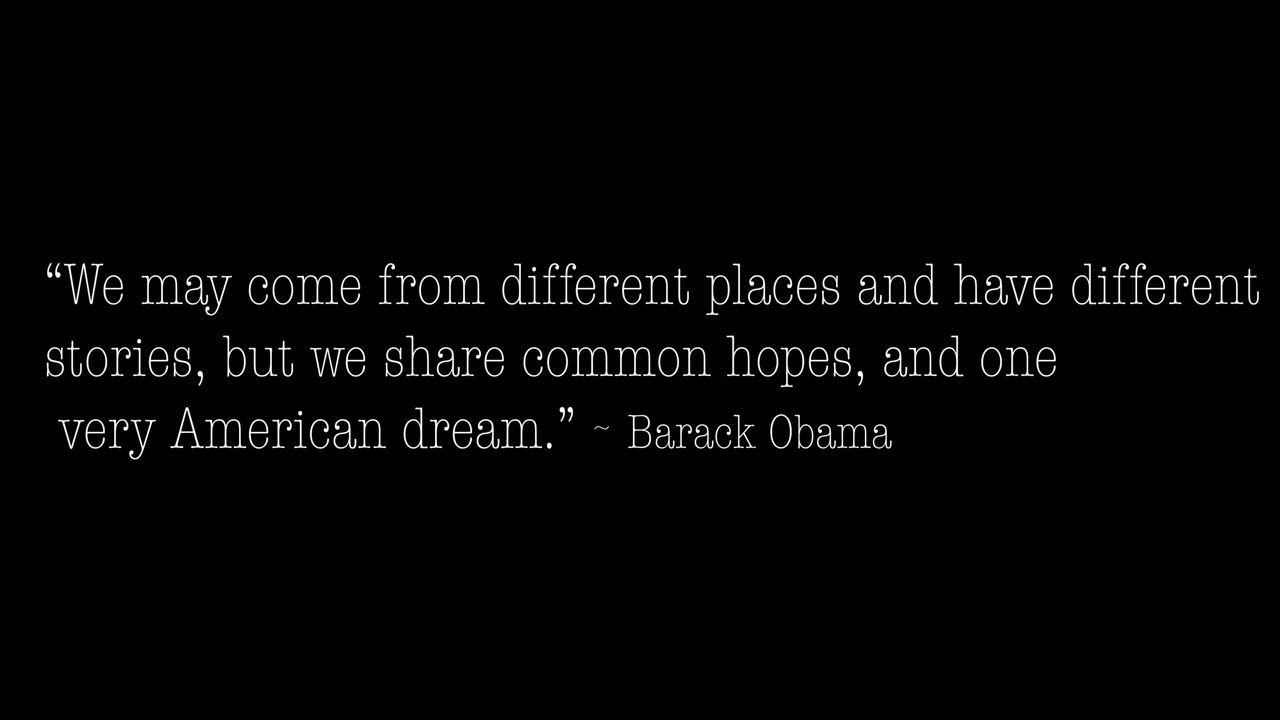 “We may come from different places and have different
stories, but we share common hopes, and one
very American dream.” ~ Barack Obama